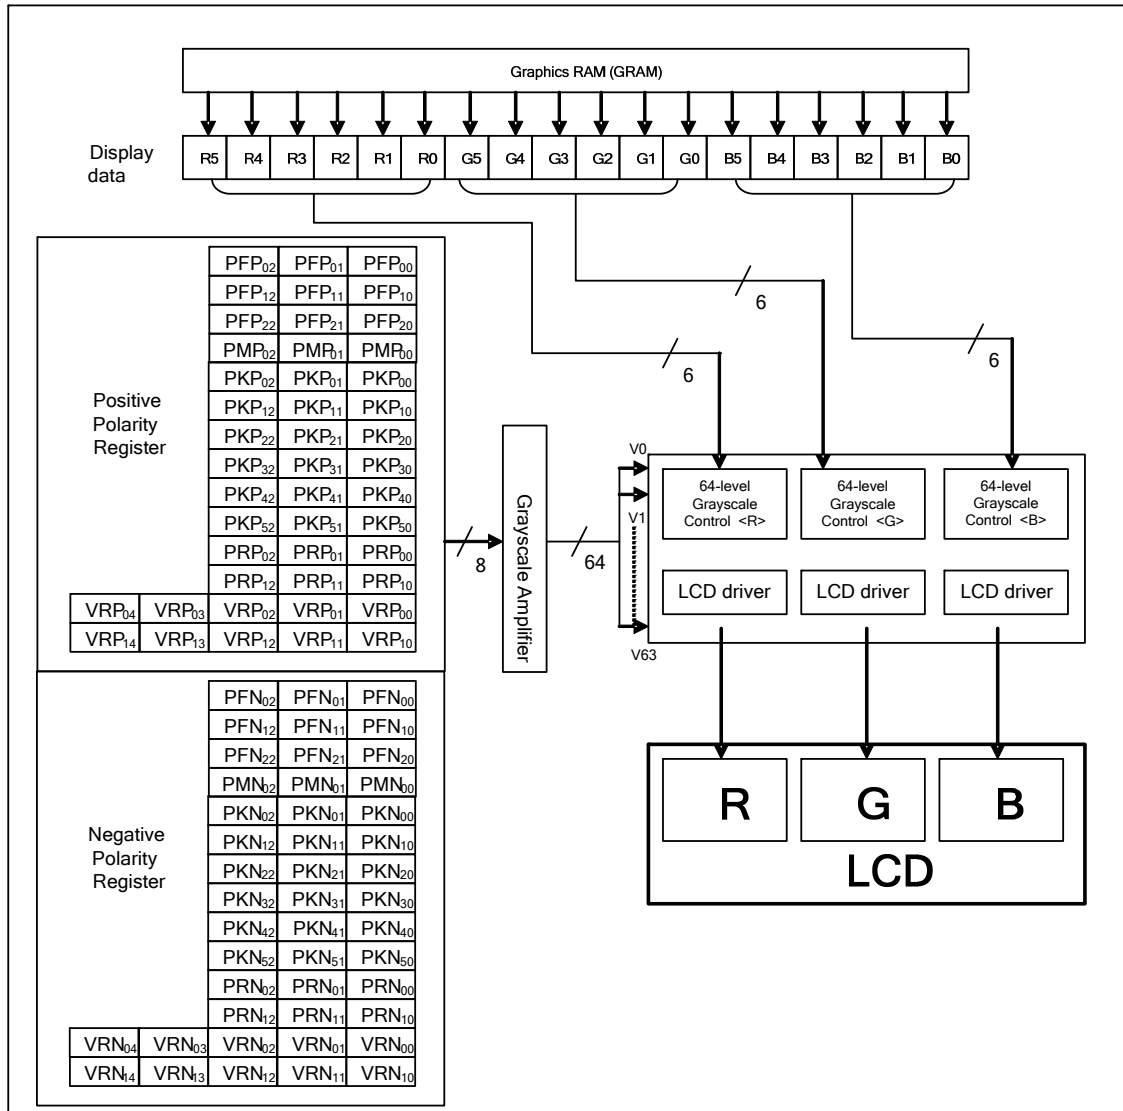 Graphics RAM (GRAM)
Display
data
R5 R4 R3 R2 R1 R0 G5 G4 G3 G2 G1 G0 B5 B4 B3 B2 B1 B0
6
6
6
Positive
Polarity
Register
PFP02 PFP01 PFP00
PFP12 PFP11 PFP10
PFP22 PFP21 PFP20
PMP02 PMP01 PMP00
PKP02 PKP01 PKP00
PKP12 PKP11 PKP10
PKP22 PKP21 PKP20
PKP32 PKP31 PKP30
PKP42 PKP41 PKP40
PKP52 PKP51 PKP50
PRP02 PRP01 PRP00
PRP12 PRP11 PRP10
VRP04 VRP03 VRP02 VRP01 VRP00
VRP14 VRP13 VRP12 VRP11 VRP10
8
Grayscale Amplifier
64
V0
V1
V63
64-level
Grayscale
Control <R>
64-level
Grayscale
Control <G>
64-level
Grayscale
Control <B>
LCD driver LCD driver LCD driver
Negative
Polarity
Register
PFN02 PFN01 PFN00
PFN12 PFN11 PFN10
PFN22 PFN21 PFN20
PMN02 PMN01 PMN00
PKN02 PKN01 PKN00
PKN12 PKN11 PKN10
PKN22 PKN21 PKN20
PKN32 PKN31 PKN30
PKN42 PKN41 PKN40
PKN52 PKN51 PKN50
PRN02 PRN01 PRN00
PRN12 PRN11 PRN10
VRN04 VRN03 VRN02 VRN01 VRN00
VRN14 VRN13 VRN12 VRN11 VRN10
R G B
LCD